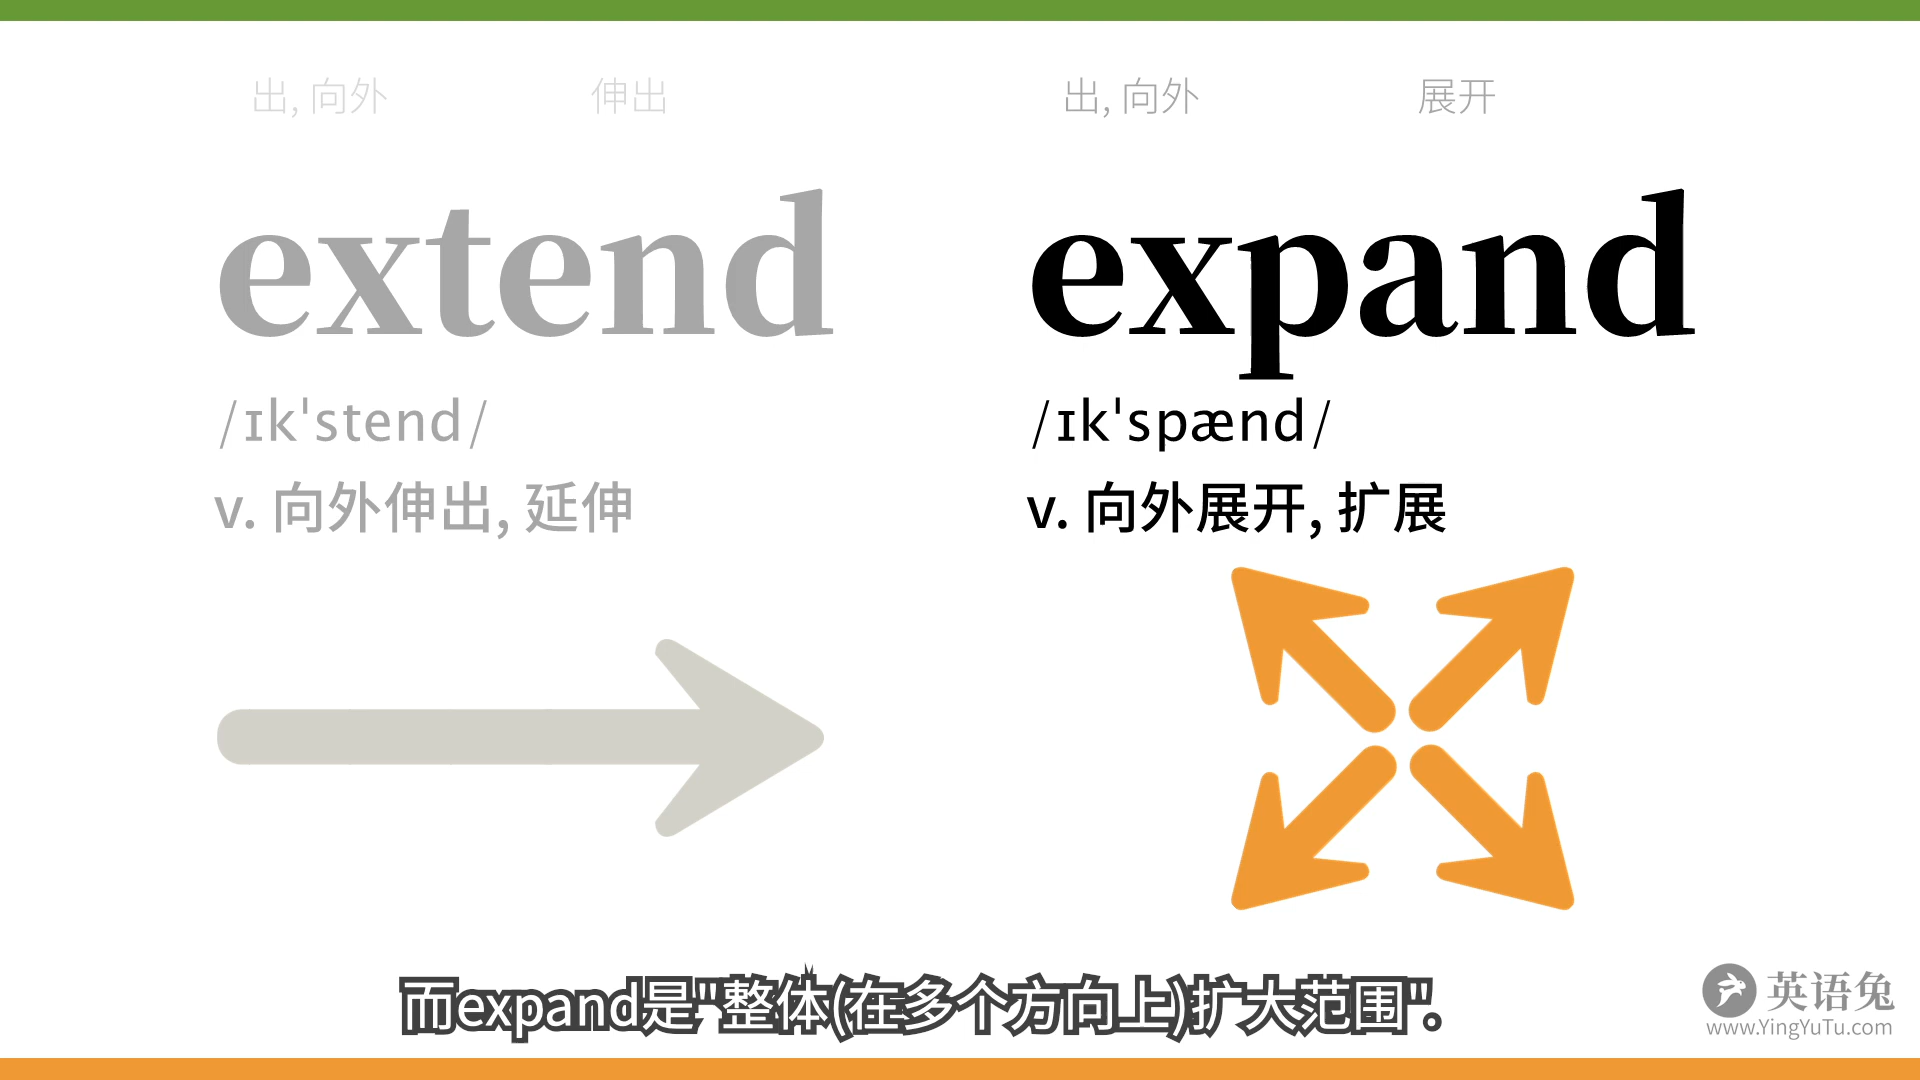 出, 向外 伸出
extend
/ɪk'stend/
v. 向外伸出, 延伸
出, 向外 展开
expand
/ɪk'spænd/
v. 向外展开, 扩展
而expand是"整体(在多个方向上)扩大范围"。
英语兔
www.YingYuTu.com